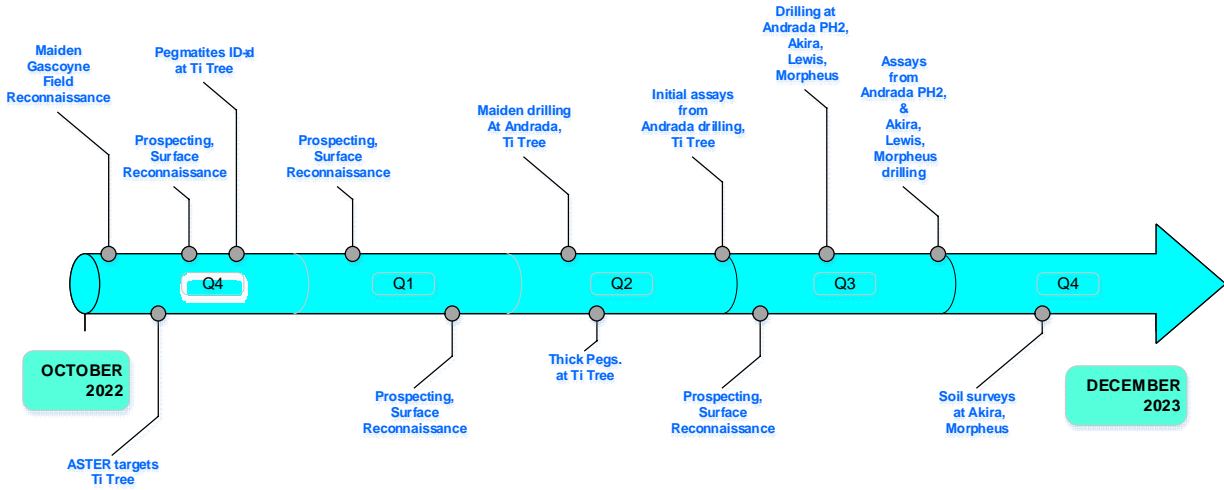 Maiden
Gascoyne
Field
Reconnaissance
Pegmatites ID-d
at Ti Tree
Prospecting,
Surface
Reconnaissance
Prospecting,
Surface
Reconnaissance
Maiden drilling
At Andrada,
Ti Tree
Initial assays
from
Andrada drilling,
Ti Tree
Drilling at
Andrada PH2,
Akira,
Lewis,
Morpheus
Assays
from
Andrada PH2,
&
Akira,
Lewis,
Morpheus
drilling
Q4
Q1
Q2
Q3
Q4
OCTOBER
2022
ASTER targets
Ti Tree
Prospecting,
Surface
Reconnaissance
Thick Pegs.
at Ti Tree
Prospecting,
Surface
Reconnaissance
Soil surveys
at Akira,
Morpheus
DECEMBER
2023